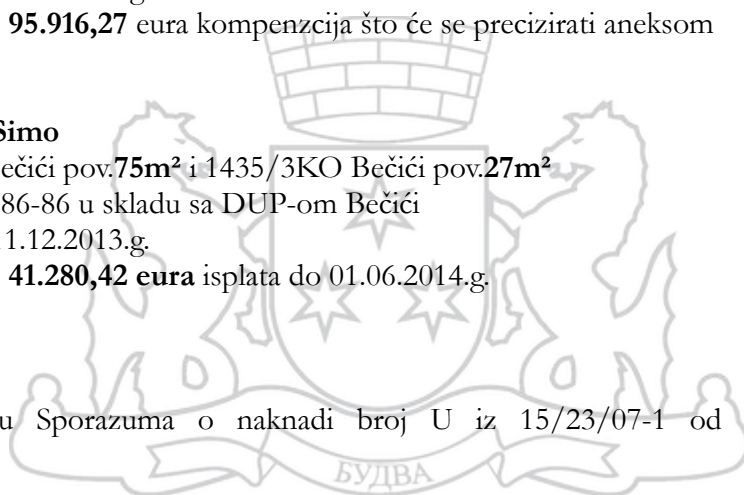 95.916,27 eura kompenzcija što će se precizirati aneksom
Simo
ečići pov.75m² i 1435/3KO Bečići pov.27m²
86-86 u skladu sa DUP-om Bečići
11.12.2013.g.
41.280,42 eura isplata do 01.06.2014.g.
u Sporazuma o naknadi broj U iz 15/23/07-1 od
БУДВА